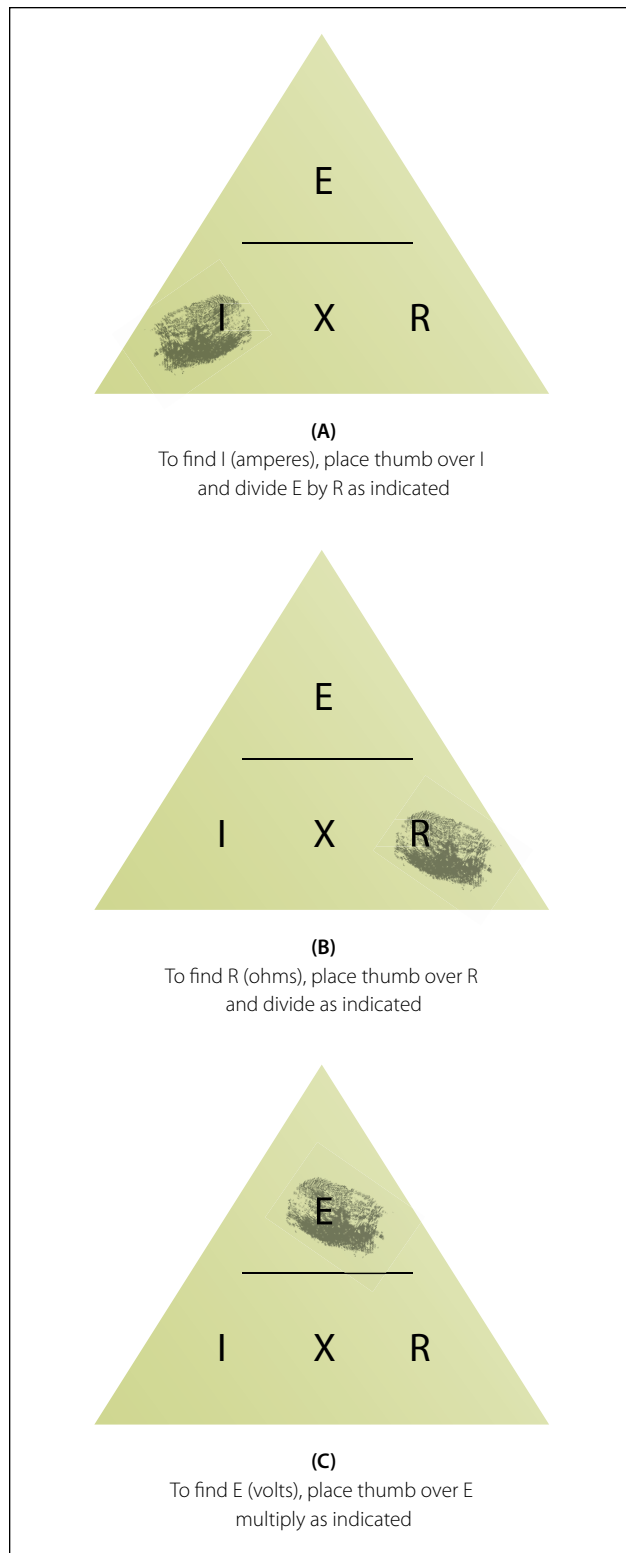 E
I X R
(A)
To find I (amperes), place thumb over I
and divide E by R as indicated
E
I X R
(B)
To find R (ohms), place thumb over R
and divide as indicated
E
I X R
(C)
To find E (volts), place thumb over E
multiply as indicated